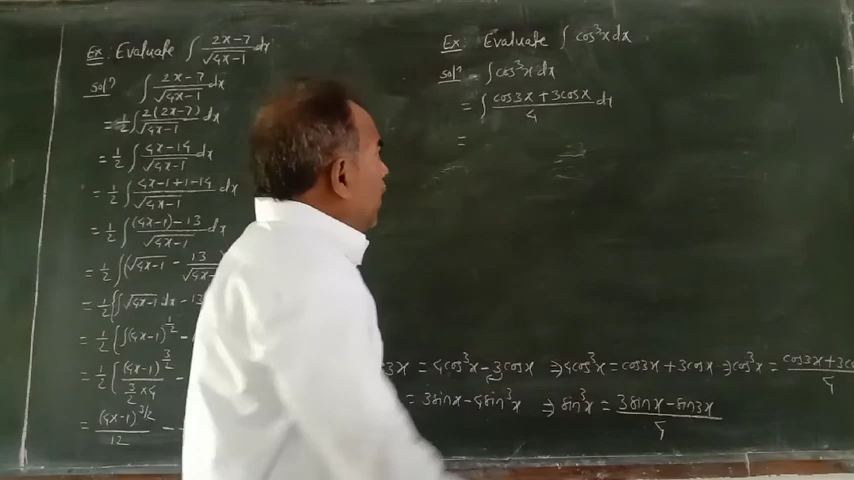 Ex: Evaluate ∫ (2x-7)/√(4x-1) dx
Solⁿ ∫ (2x-7)/√(4x-1) dx
= 1/2 ∫ 2(2x-7)/√(4x-1) dx
= 1/2 ∫ (4x-14)/√(4x-1) dx
= 1/2 ∫ (4x-1+1-14)/√(4x-1) dx
= 1/2 ∫ ((4x-1)-13)/√(4x-1) dx
= 1/2 ∫ (√(4x-1) - 13/√(4x-
= 1/2 {∫ √(4x-1) dx - 13
= 1/2 {∫ (4x-1)^(1/2) -
= 1/2 { (4x-1)^(3/2)/(3/2 × 4) -
= (4x-1)^(3/2)/12 -
Ex: Evaluate ∫ cos³x dx
Solⁿ = ∫ cos³x dx
= ∫ (cos3x + 3cosx)/4 dx
=
3x = 4cos³x - 3cosx ⇒ 4cos³x = cos3x + 3cosx ⇒ cos³x = (cos3x + 3co)/4
= 3sinx - 4sin³x ⇒ sin³x = (3sinx - sin3x)/4